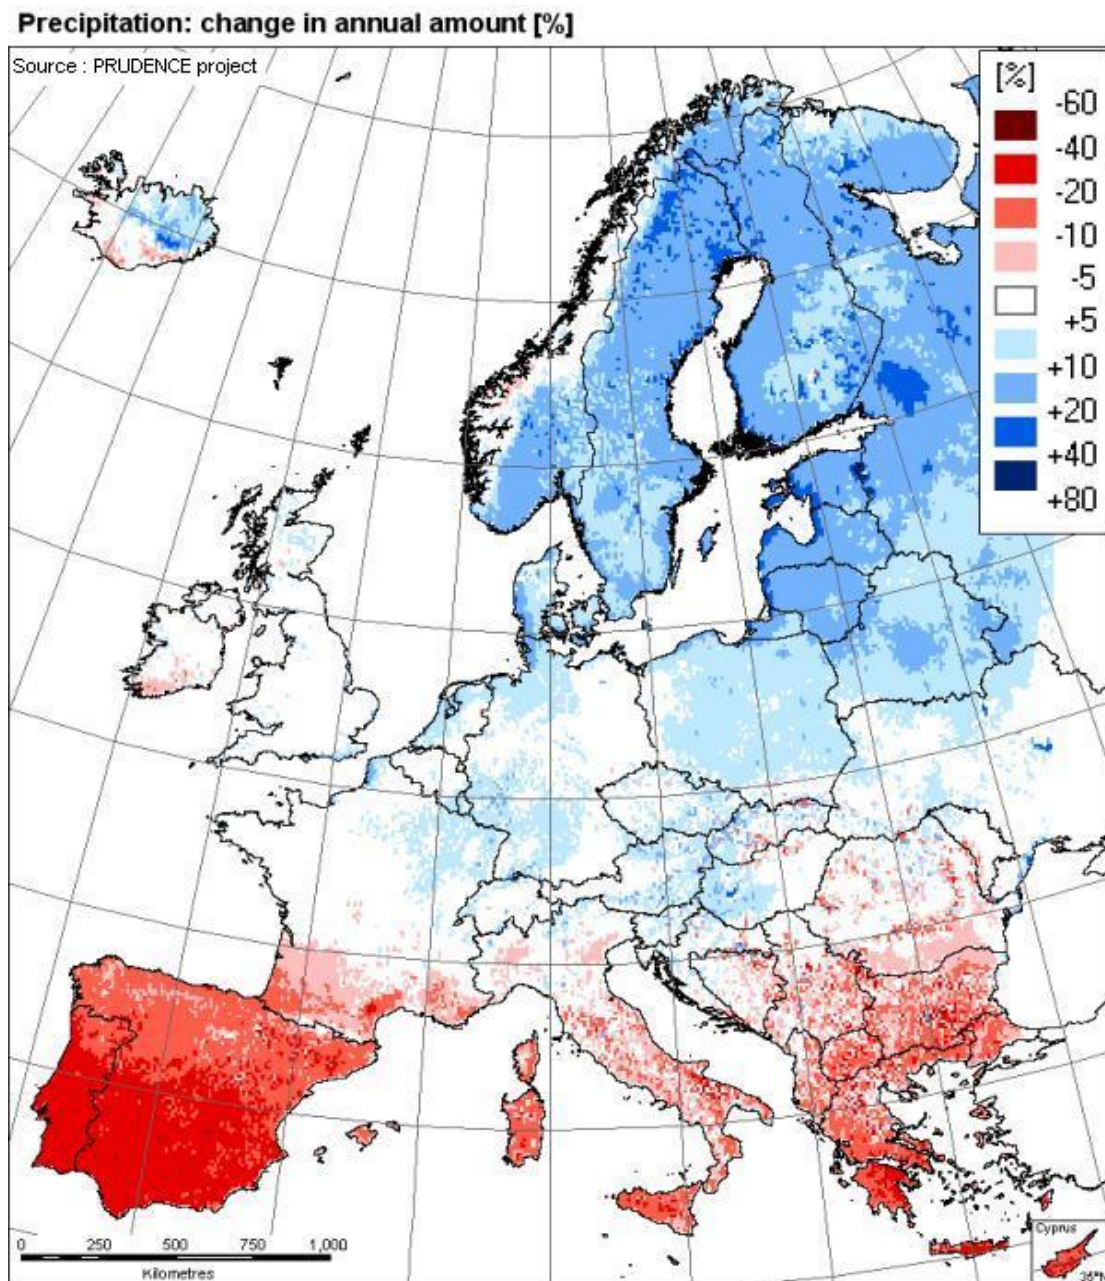 Precipitation: change in annual amount [%]
Source : PRUDENCE project
[%]
-60
-40
-20
-10
-5
+5
+10
+20
+40
+80
Cyprus
35°N
0 250 500 750 1,000
Kilometres